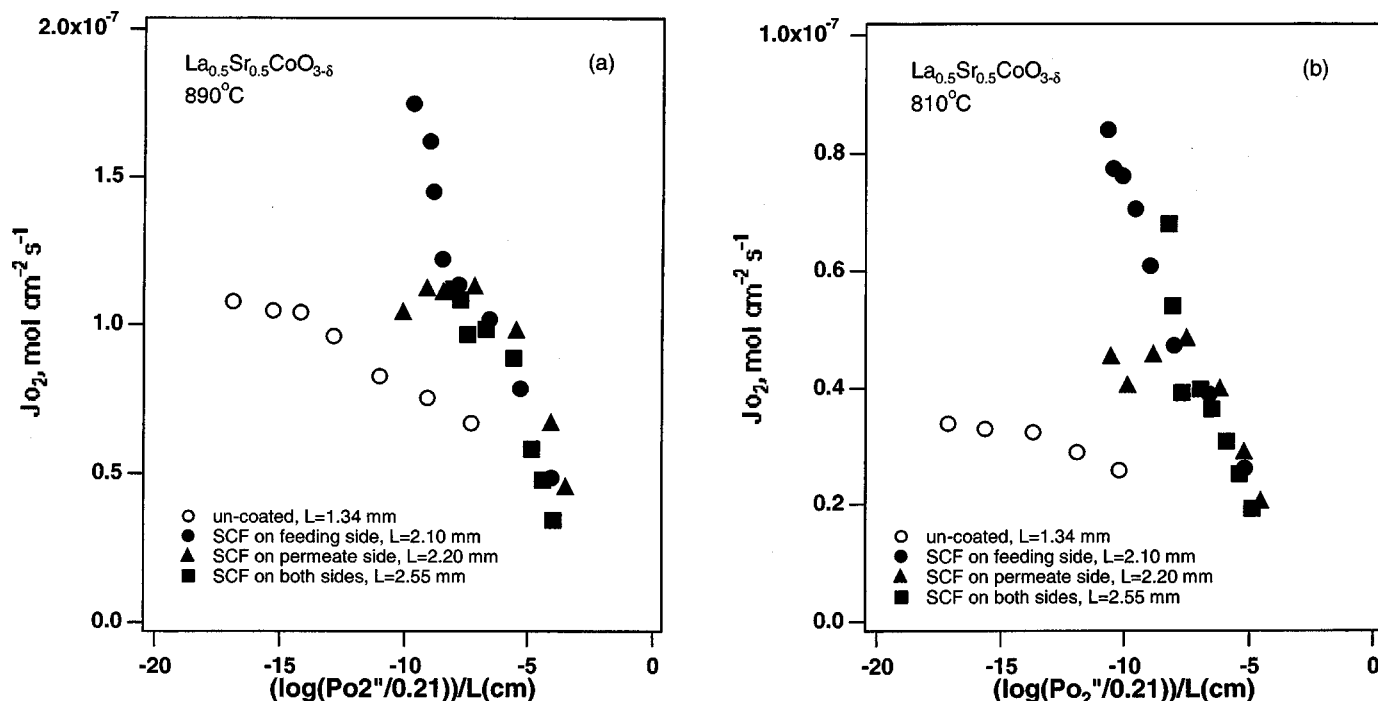 2.0x10⁻⁷
1.5
1.0
0.5
0.0
Jo₂, mol cm⁻² s⁻¹
La₀.₅Sr₀.₅CoO₃₋δ
890°C
(a)
un-coated, L=1.34 mm
SCF on feeding side, L=2.10 mm
SCF on permeate side, L=2.20 mm
SCF on both sides, L=2.55 mm
-20 -15 -10 -5 0
(log(Po2"/0.21))/L(cm)
1.0x10⁻⁷
0.8
0.6
0.4
0.2
0.0
Jo₂, mol cm⁻² s⁻¹
La₀.₅Sr₀.₅CoO₃₋δ
810°C
(b)
un-coated, L=1.34 mm
SCF on feeding side, L=2.10 mm
SCF on permeate side, L=2.20 mm
SCF on both sides, L=2.55 mm
-20 -15 -10 -5 0
(log(Po₂"/0.21))/L(cm)